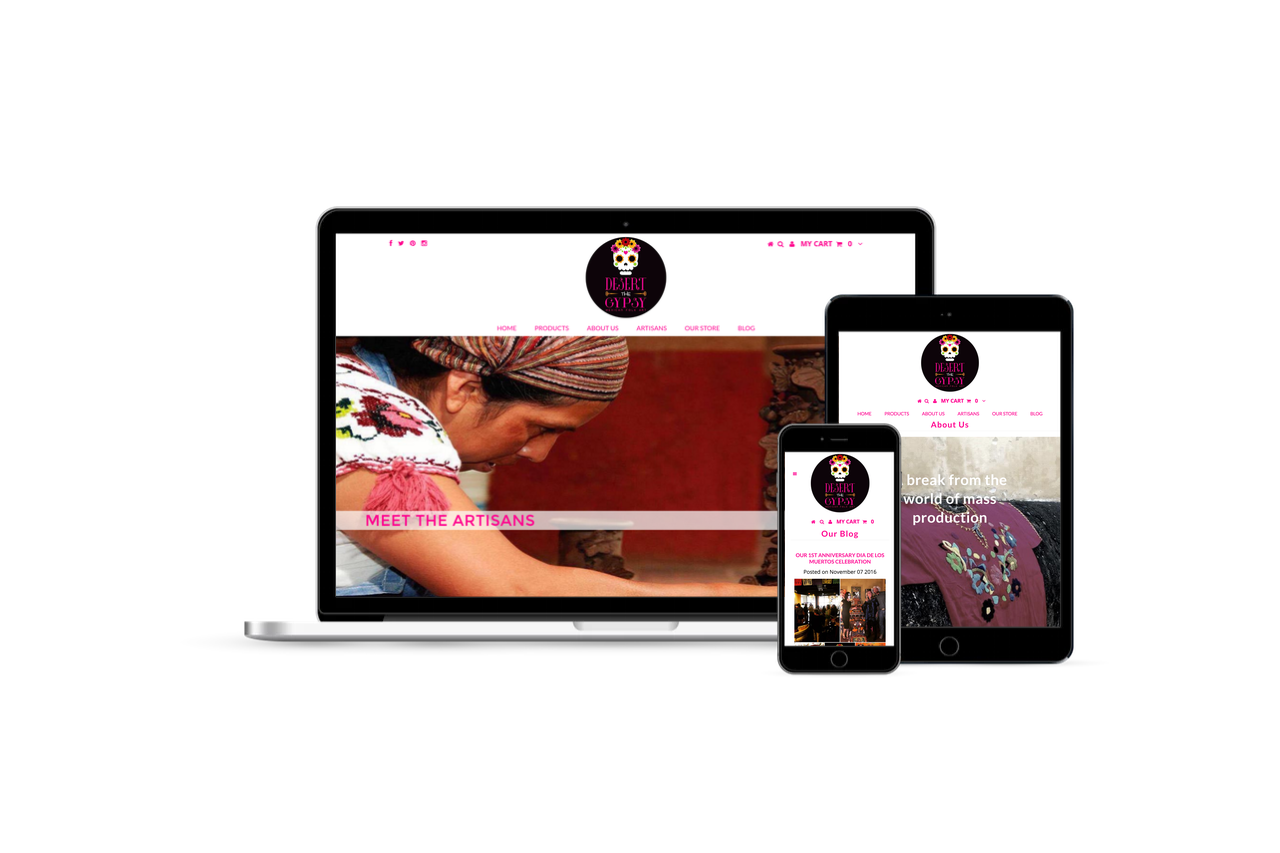 MY CART 0
DESERT
THE
GYPSY
HOME PRODUCTS ABOUT US ARTISANS OUR STORE BLOG
MEET THE ARTISANS
DESERT
THE
GYPSY
MY CART 0
HOME PRODUCTS ABOUT US ARTISANS OUR STORE BLOG
About Us
break from the
world of mass
production
DESERT
THE
GYPSY
MY CART 0
Our Blog
OUR 1ST ANNIVERSARY DIA DE LOS
MUERTOS CELEBRATION
Posted on November 07 2016